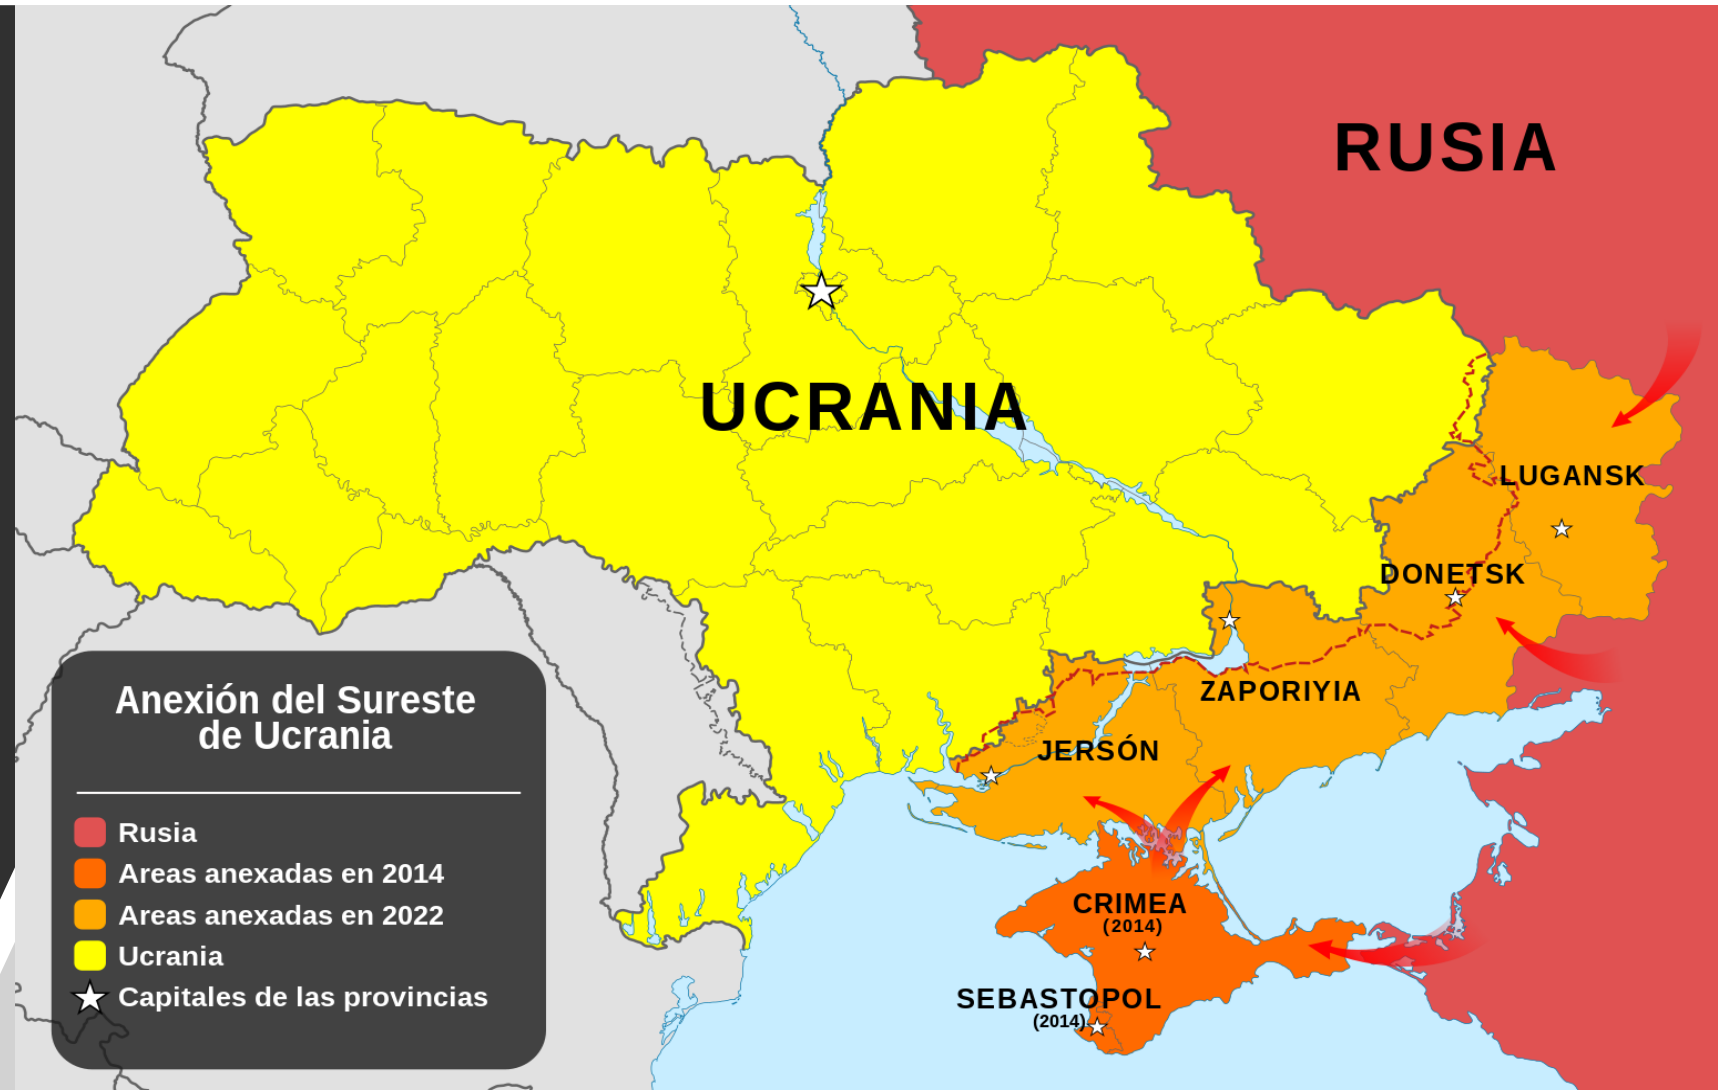 RUSIA
UCRANIA
LUGANSK
DONETSK
ZAPORIYIA
JERSÓN
CRIMEA
(2014)
SEBASTOPOL
(2014)
Anexión del Sureste
de Ucrania
Rusia
Areas anexadas en 2014
Areas anexadas en 2022
Ucrania
Capitales de las provincias